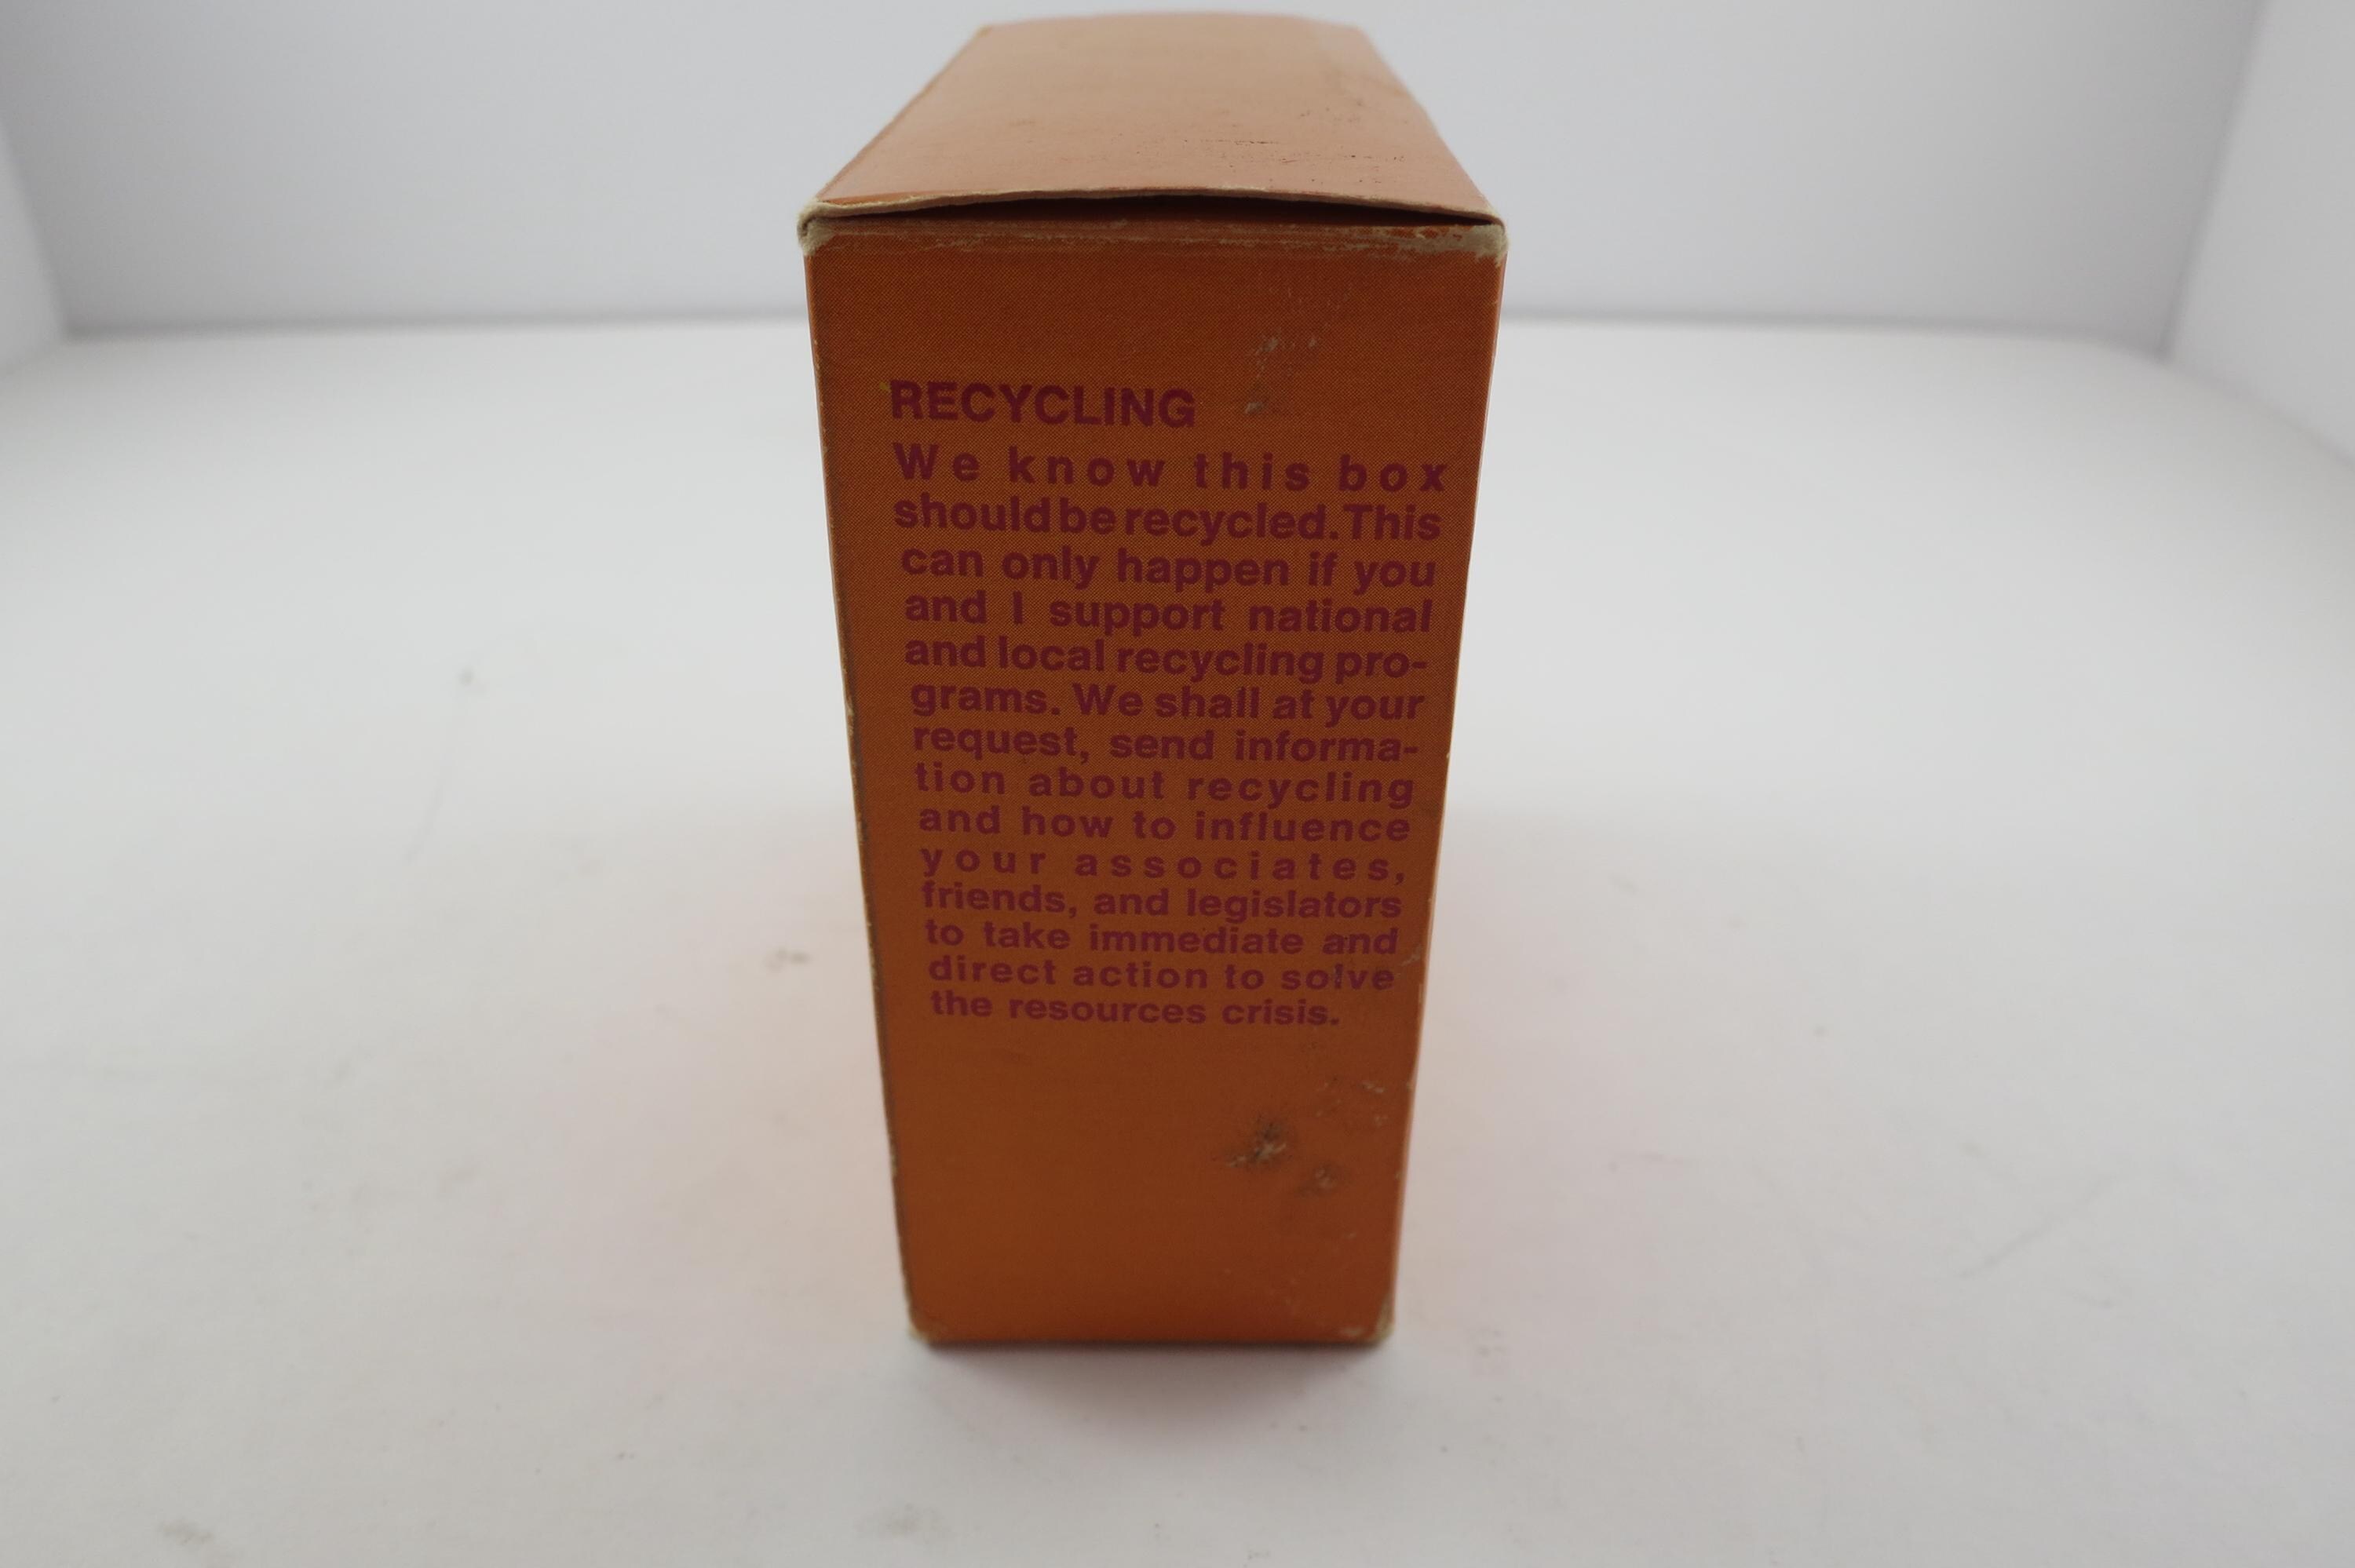 RECYCLING
We know this box
should be recycled. This
can only happen if you
and I support national
and local recycling pro-
grams. We shall at your
request, send informa-
tion about recycling
and how to influence
your associates,
friends, and legislators
to take immediate and
direct action to solve
the resources crisis.